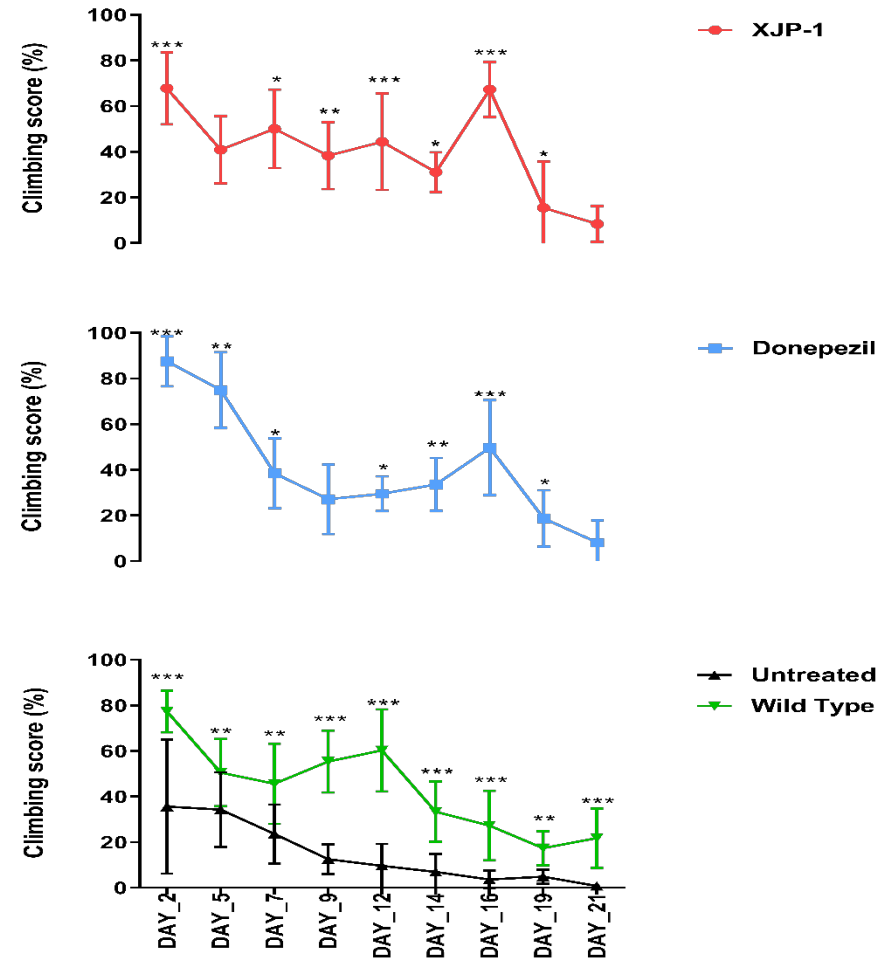 XJP-1
Climbing score (%)
100
80
60
40
20
0
*** * ** *** * *** *
Donepezil
Climbing score (%)
100
80
60
40
20
0
*** ** * * ** *** *
Untreated
Wild Type
Climbing score (%)
100
80
60
40
20
0
*** ** ** *** *** *** *** ** ***
DAY_2
DAY_5
DAY_7
DAY_9
DAY_12
DAY_14
DAY_16
DAY_19
DAY_21